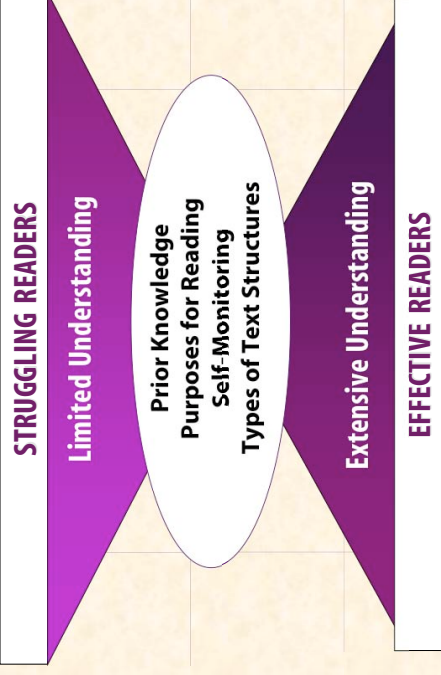 STRUGGLING READERS
Limited Understanding
Prior Knowledge
Purposes for Reading
Self-Monitoring
Types of Text Structures
Extensive Understanding
EFFECTIVE READERS